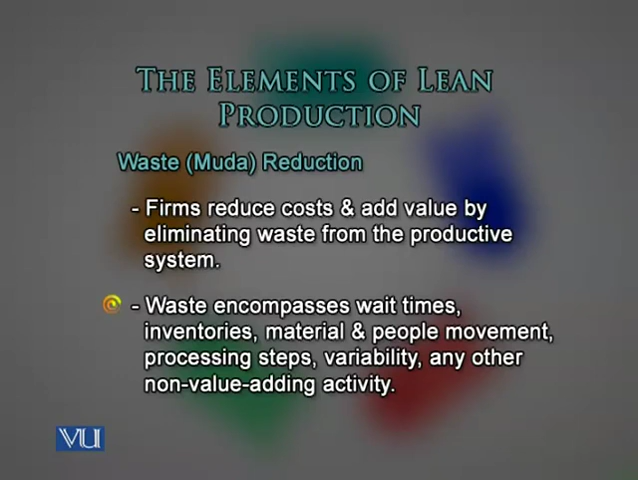 The Elements of Lean
Production
Waste (Muda) Reduction
- Firms reduce costs & add value by
eliminating waste from the productive
system.
- Waste encompasses wait times,
inventories, material & people movement,
processing steps, variability, any other
non-value-adding activity.
VU